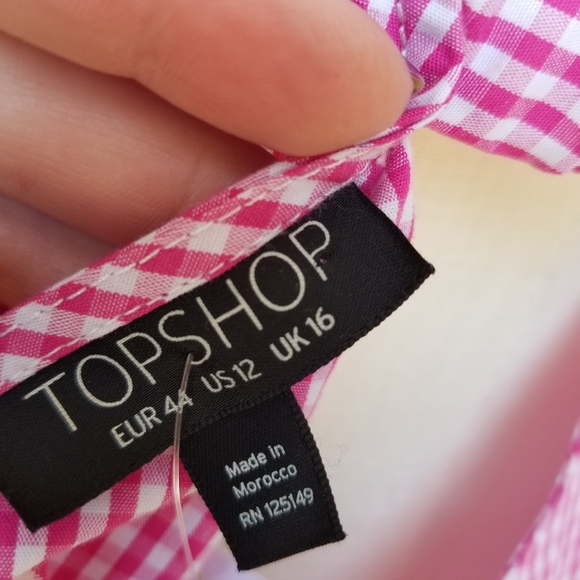 TOPSHOP
EUR 44 US 12 UK 16
Made in
Morocco
RN 125149